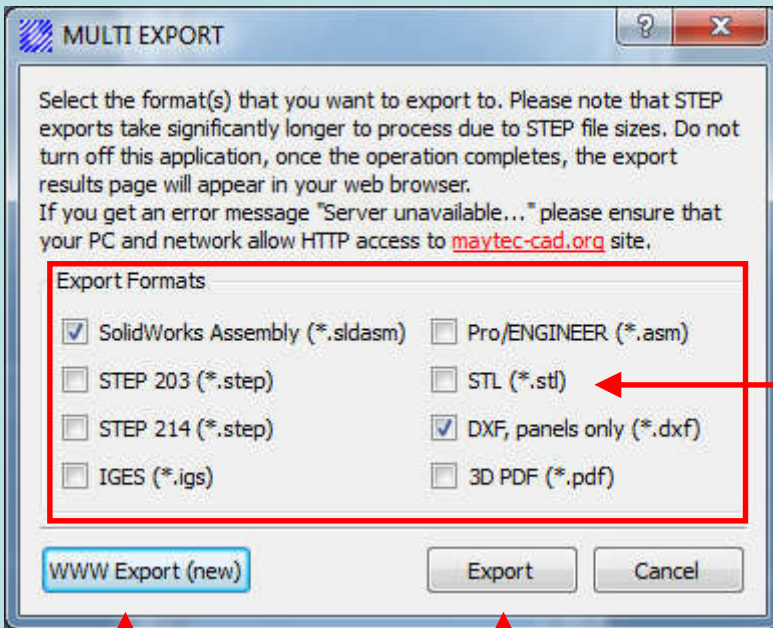 MULTI EXPORT
Select the format(s) that you want to export to. Please note that STEP
exports take significantly longer to process due to STEP file sizes. Do not
turn off this application, once the operation completes, the export
results page will appear in your web browser.
If you get an error message "Server unavailable..." please ensure that
your PC and network allow HTTP access to maytec-cad.org site.
Export Formats
SolidWorks Assembly (*.sldasm) Pro/ENGINEER (*.asm)
STEP 203 (*.step) STL (*.stl)
STEP 214 (*.step) DXF, panels only (*.dxf)
IGES (*.igs) 3D PDF (*.pdf)
WWW Export (new) Export Cancel